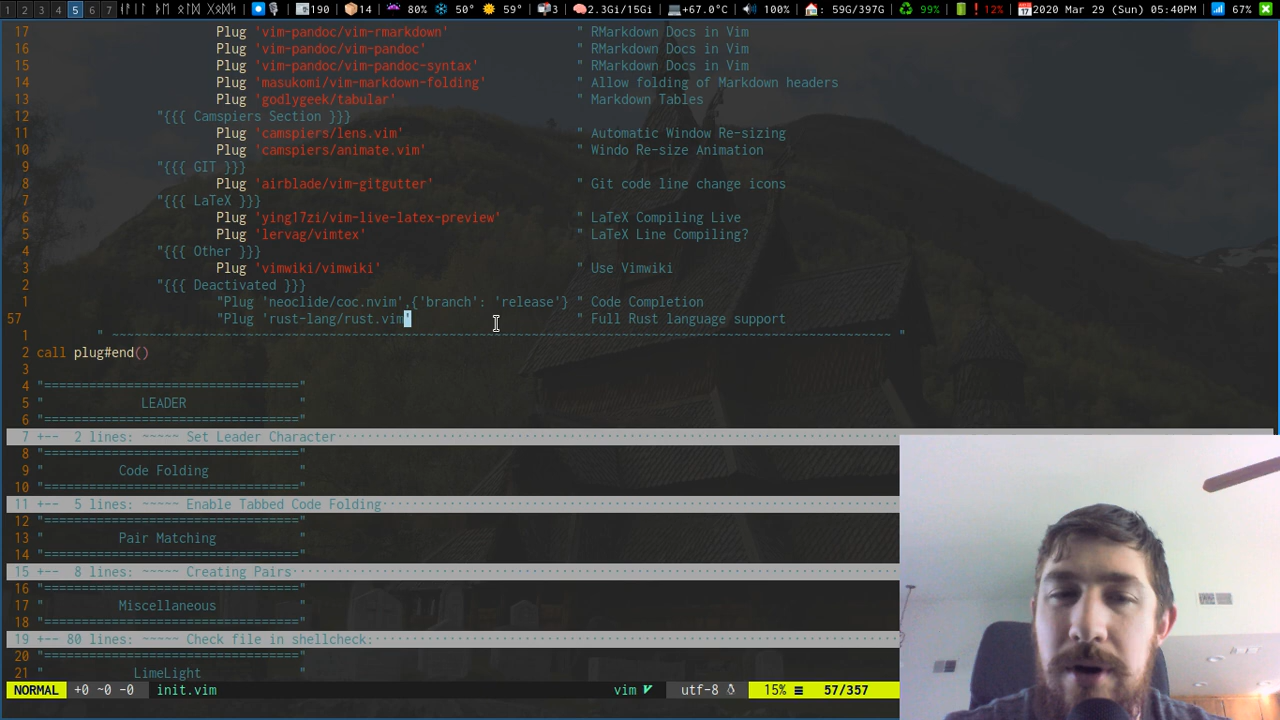 1 2 3 4 5 6 7 190 14 80% 50° 59° 3 2.3Gi/15Gi +67.0°C 100% : 59G/397G 99% ! 12% 2020 Mar 29 (Sun) 05:40PM 67%
17 Plug 'vim-pandoc/vim-rmarkdown' " RMarkdown Docs in Vim
16 Plug 'vim-pandoc/vim-pandoc' " RMarkdown Docs in Vim
15 Plug 'vim-pandoc/vim-pandoc-syntax' " RMarkdown Docs in Vim
14 Plug 'masukomi/vim-markdown-folding' " Allow folding of Markdown headers
13 Plug 'godlygeek/tabular' " Markdown Tables
12 "{{{ Camspiers Section }}}
11 Plug 'camspiers/lens.vim' " Automatic Window Re-sizing
10 Plug 'camspiers/animate.vim' " Windo Re-size Animation
9 "{{{ GIT }}}
8 Plug 'airblade/vim-gitgutter' " Git code line change icons
7 "{{{ LaTeX }}}
6 Plug 'ying17zi/vim-live-latex-preview' " LaTeX Compiling Live
5 Plug 'lervag/vimtex' " LaTeX Line Compiling?
4 "{{{ Other }}}
3 Plug 'vimwiki/vimwiki' " Use Vimwiki
2 "{{{ Deactivated }}}
1 "Plug 'neoclide/coc.nvim',{'branch': 'release'} " Code Completion
57 "Plug 'rust-lang/rust.vim' " Full Rust language support
1 " ~~~~~~~~~~~~~~~~~~~~~~~~~~~~~~~~~~~~~~~~~~~~~~~~~~~~~~~~~~~~~~~~~~~~~~~~~~~~~~~~~~~~~~~~~~~~~~~~~~~~~~~ "
2 call plug#end()
3
4 "=================================="
5 " LEADER "
6 "=================================="
7 +-- 2 lines: ~~~~~ Set Leader Character
8 "=================================="
9 " Code Folding "
10 "=================================="
11 +-- 5 lines: ~~~~~ Enable Tabbed Code Folding
12 "=================================="
13 " Pair Matching "
14 "=================================="
15 +-- 8 lines: ~~~~~ Creating Pairs
16 "=================================="
17 " Miscellaneous "
18 "=================================="
19 +-- 80 lines: ~~~~~ Check file in shellcheck:
20 "=================================="
21 " LimeLight "
NORMAL +0 ~0 -0 init.vim vim utf-8 15% 57/357